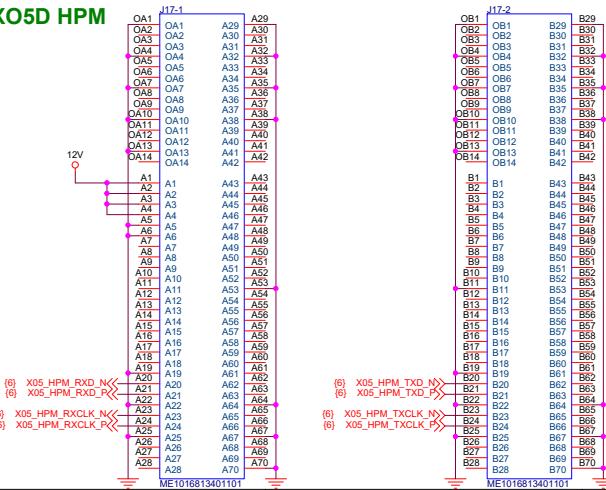 XO5D HPM
J17-1
OA1 OA1 A29 A29
OA2 OA2 A30 A30
OA3 OA3 A31 A31
OA4 OA4 A32 A32
OA5 OA5 A33 A33
OA6 OA6 A34 A34
OA7 OA7 A35 A35
OA8 OA8 A36 A36
OA9 OA9 A37 A37
OA10 OA10 A38 A38
OA11 OA11 A39 A39
OA12 OA12 A40 A40
OA13 OA13 A41 A41
OA14 OA14 A42 A42
12V
A1 A1 A43 A43
A2 A2 A44 A44
A3 A3 A45 A45
A4 A4 A46 A46
A5 A5 A47 A47
A6 A6 A48 A48
A7 A7 A49 A49
A8 A8 A50 A50
A9 A9 A51 A51
A10 A10 A52 A52
A11 A11 A53 A53
A12 A12 A54 A54
A13 A13 A55 A55
A14 A14 A56 A56
A15 A15 A57 A57
A16 A16 A58 A58
A17 A17 A59 A59
A18 A18 A60 A60
A19 A19 A61 A61
{6} X05_HPM_RXD_N A20 A20 A62 A62
{6} X05_HPM_RXD_P A21 A21 A63 A63
A22 A22 A64 A64
{6} X05_HPM_RXCLK_N A23 A23 A65 A65
{6} X05_HPM_RXCLK_P A24 A24 A66 A66
A25 A25 A67 A67
A26 A26 A68 A68
A27 A27 A69 A69
A28 A28 A70 A70
ME1016813401101
J17-2
OB1 OB1 B29 B29
OB2 OB2 B30 B30
OB3 OB3 B31 B31
OB4 OB4 B32 B32
OB5 OB5 B33 B33
OB6 OB6 B34 B34
OB7 OB7 B35 B35
OB8 OB8 B36 B36
OB9 OB9 B37 B37
OB10 OB10 B38 B38
OB11 OB11 B39 B39
OB12 OB12 B40 B40
OB13 OB13 B41 B41
OB14 OB14 B42 B42
B1 B1 B43 B43
B2 B2 B44 B44
B3 B3 B45 B45
B4 B4 B46 B46
B5 B5 B47 B47
B6 B6 B48 B48
B7 B7 B49 B49
B8 B8 B50 B50
B9 B9 B51 B51
B10 B10 B52 B52
B11 B11 B53 B53
B12 B12 B54 B54
B13 B13 B55 B55
B14 B14 B56 B56
B15 B15 B57 B57
B16 B16 B58 B58
B17 B17 B59 B59
B18 B18 B60 B60
B19 B19 B61 B61
{6} X05_HPM_TXD_N B20 B20 B62 B62
{6} X05_HPM_TXD_P B21 B21 B63 B63
B22 B22 B64 B64
{6} X05_HPM_TXCLK_N B23 B23 B65 B65
{6} X05_HPM_TXCLK_P B24 B24 B66 B66
B25 B25 B67 B67
B26 B26 B68 B68
B27 B27 B69 B69
B28 B28 B70 B70
ME1016813401101